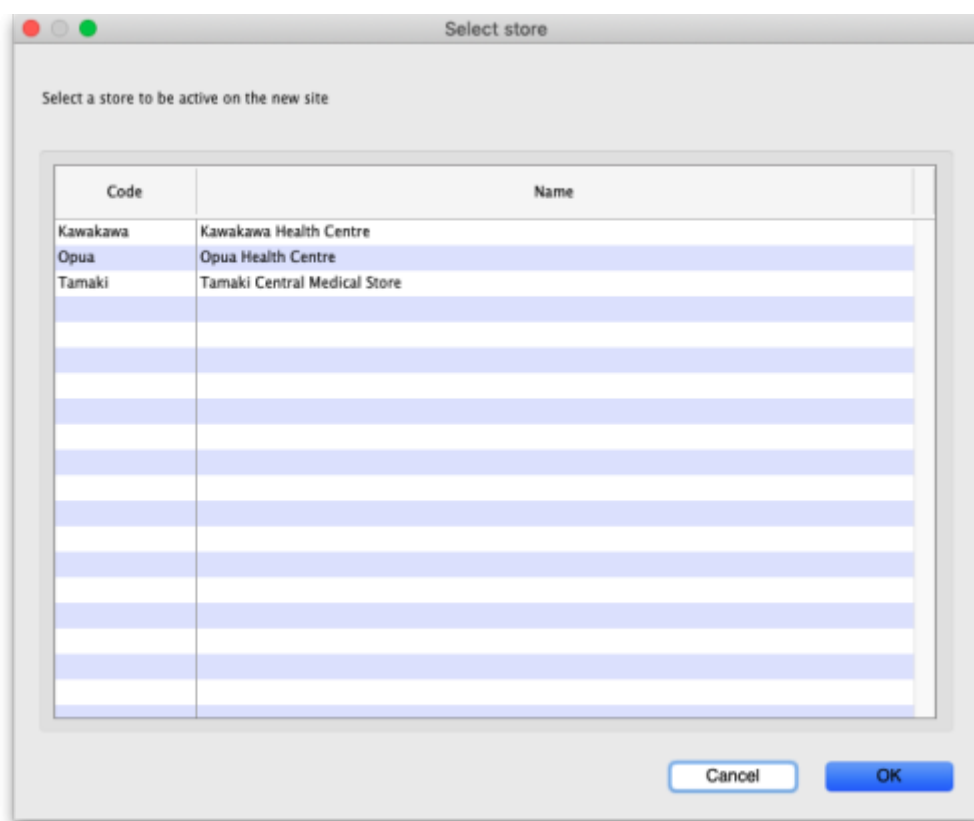 Select store
Select a store to be active on the new site
Code Name
Kawakawa Kawakawa Health Centre
Opua Opua Health Centre
Tamaki Tamaki Central Medical Store
Cancel OK